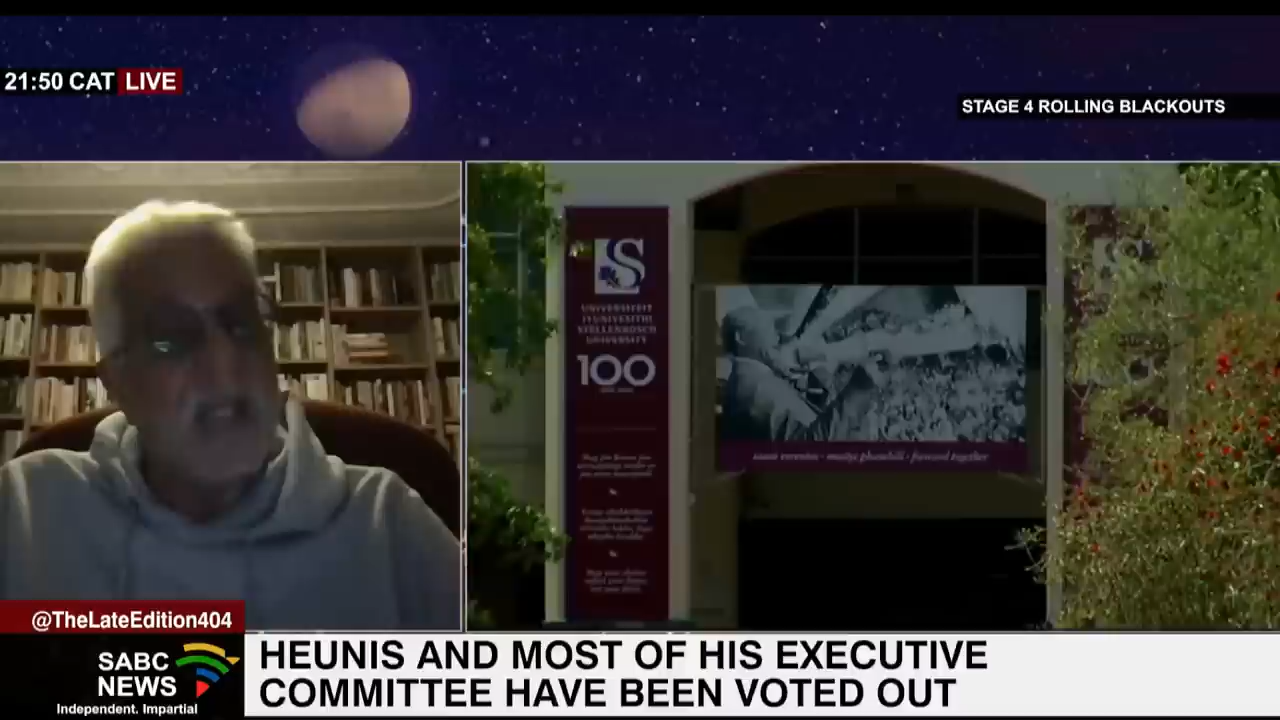 21:50 CAT LIVE
STAGE 4 ROLLING BLACKOUTS
S
UNIVERSITEIT
IYUNIVESITHI
STELLENBOSCH
UNIVERSITY
100
saam vorentoe · masiye phambili · forward together
@TheLateEdition404
SABC
NEWS
Independent. Impartial
HEUNIS AND MOST OF HIS EXECUTIVE
COMMITTEE HAVE BEEN VOTED OUT